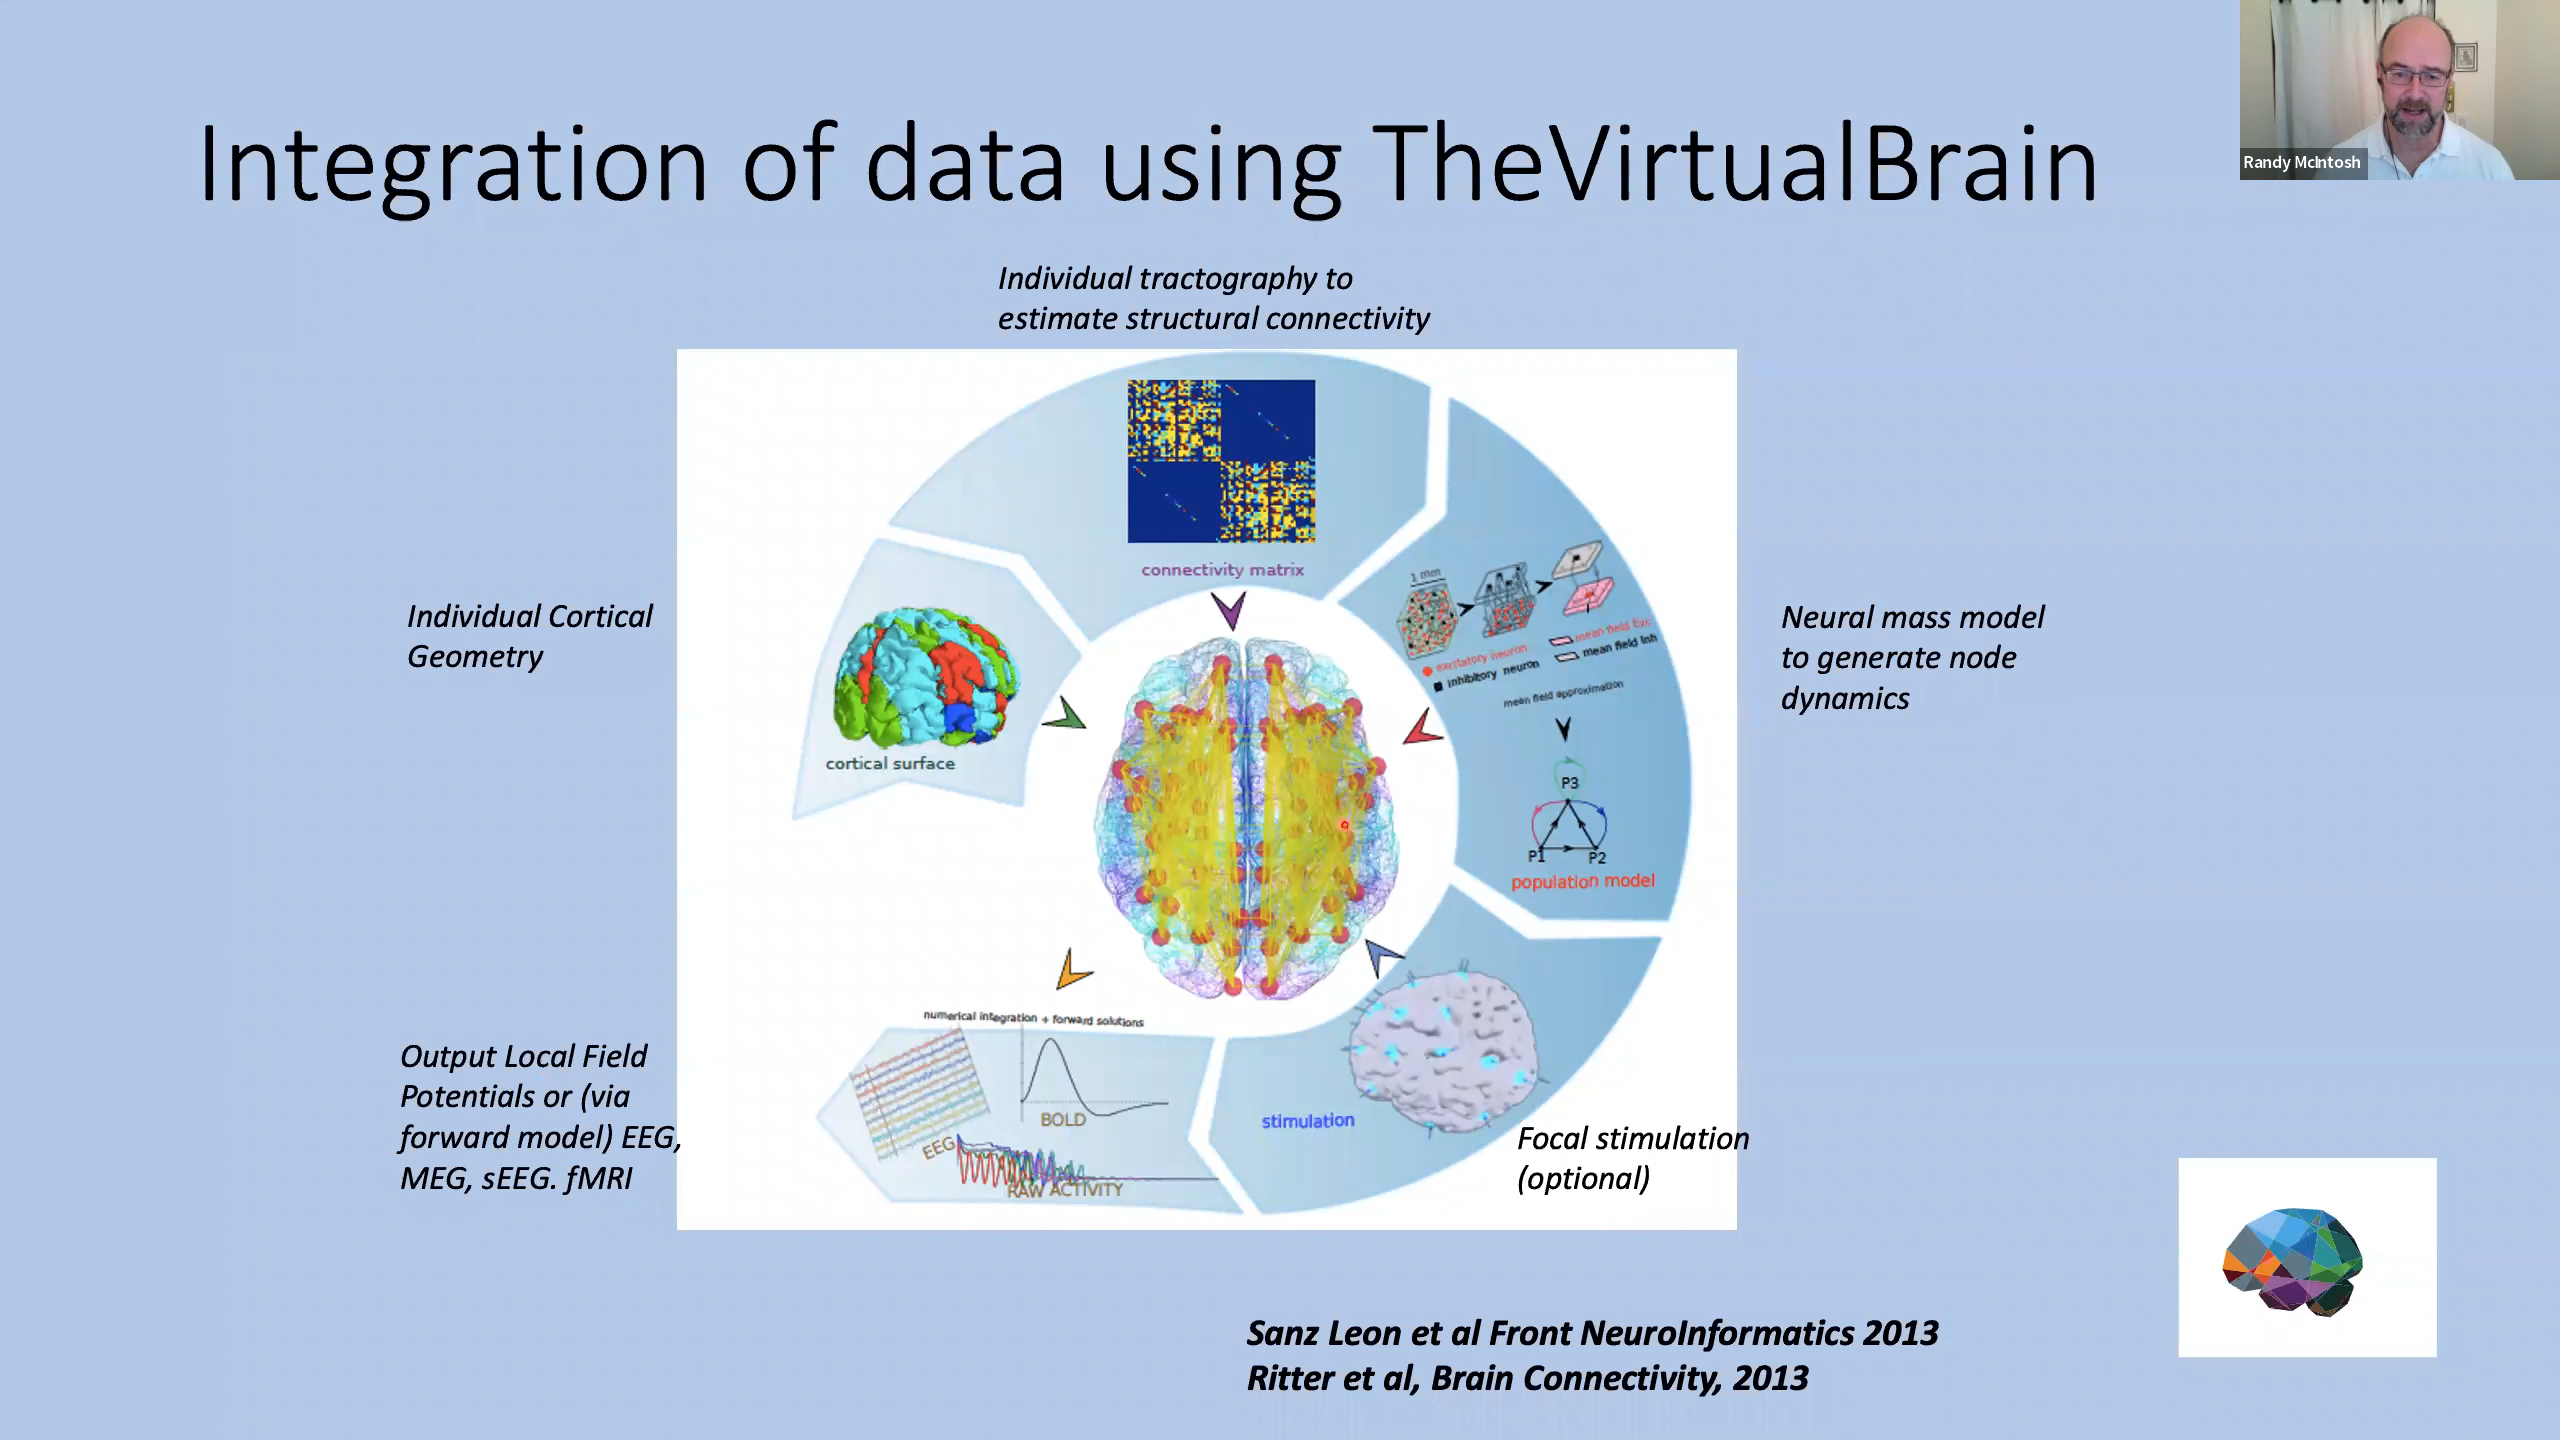 Integration of data using TheVirtualBrain
Randy McIntosh
Individual tractography to
estimate structural connectivity
connectivity matrix
Individual Cortical
Geometry
cortical surface
1 mm
mean field Exc
mean field Inh
excitatory neuron
inhibitory neuron
mean field approximation
P3
P1
P2
population model
Neural mass model
to generate node
dynamics
numerical integration + forward solutions
BOLD
EEG
RAW ACTIVITY
Output Local Field
Potentials or (via
forward model) EEG,
MEG, sEEG. fMRI
stimulation
Focal stimulation
(optional)
Sanz Leon et al Front NeuroInformatics 2013
Ritter et al, Brain Connectivity, 2013